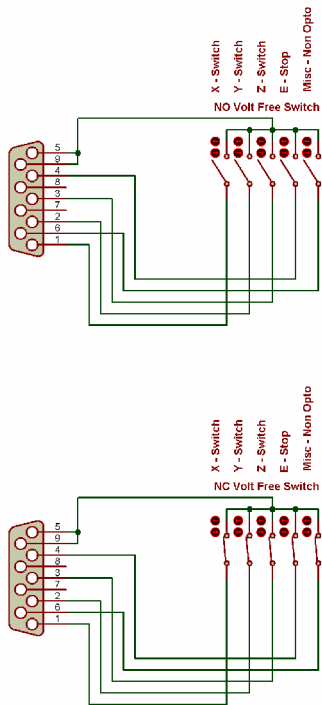 X - Switch
Y - Switch
Z - Switch
E - Stop
Misc - Non Opto
NO Volt Free Switch
5
9
4
8
3
7
2
6
1
X - Switch
Y - Switch
Z - Switch
E - Stop
Misc - Non Opto
NC Volt Free Switch
5
9
4
8
3
7
2
6
1